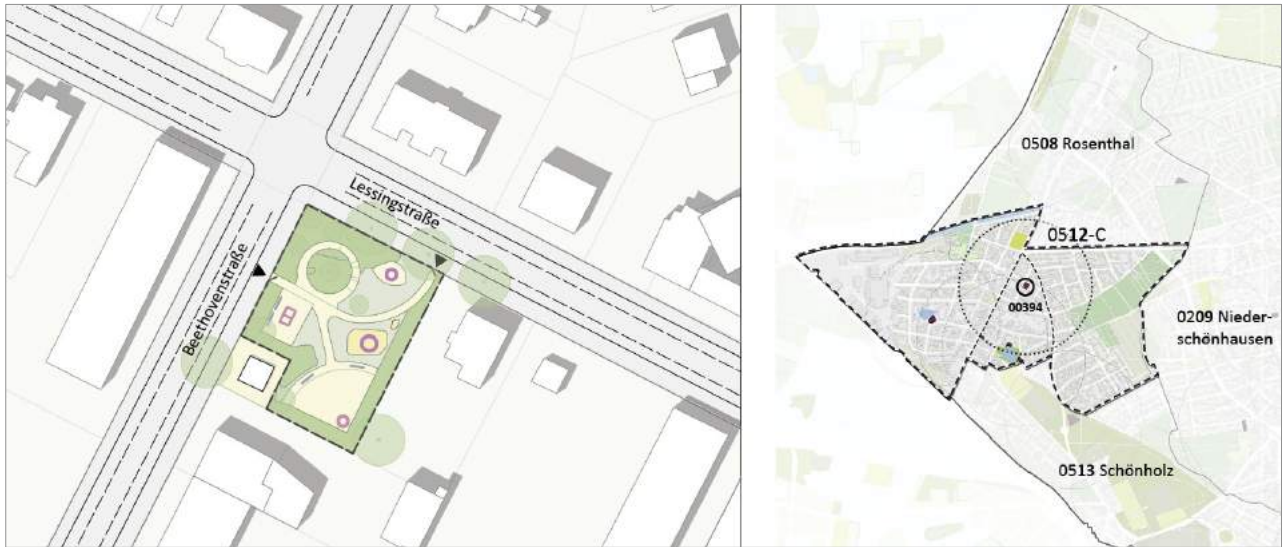 Lessingstraße
Beethovenstraße
0508 Rosenthal
0512-C
00394
0209 Nieder-
schönhausen
0513 Schönholz